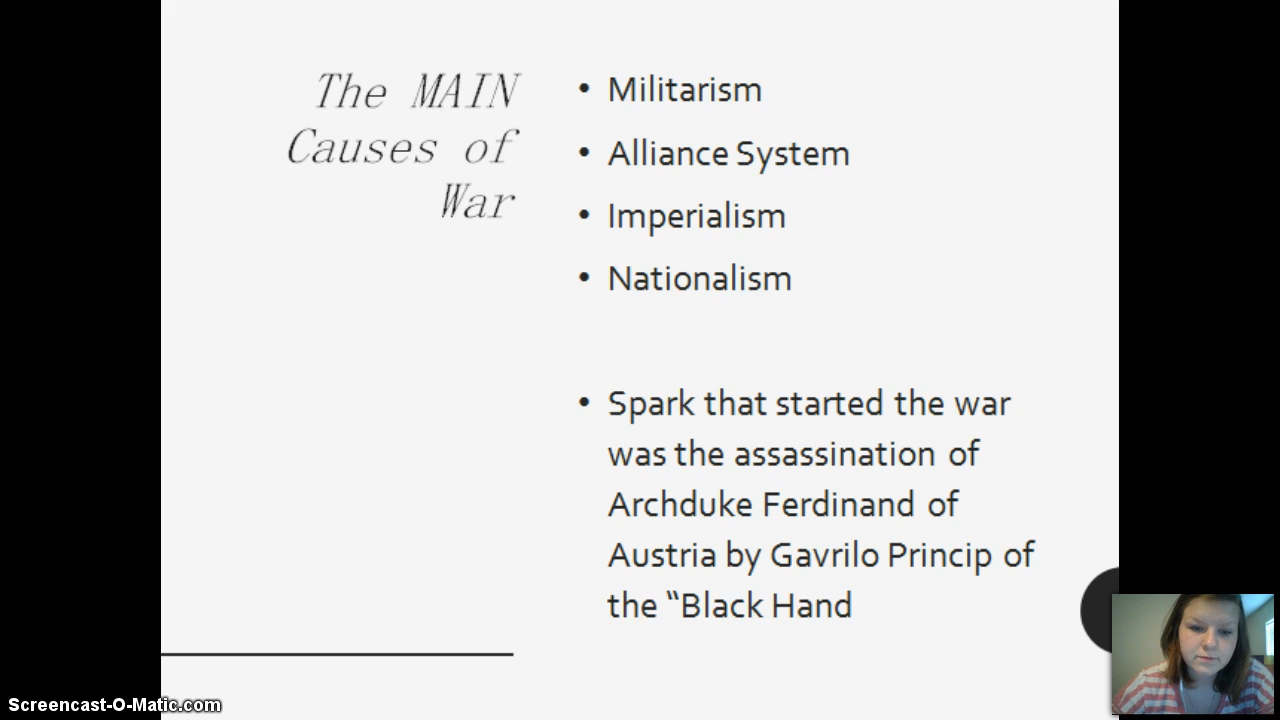 The MAIN
Causes of
War
• Militarism
• Alliance System
• Imperialism
• Nationalism
• Spark that started the war
was the assassination of
Archduke Ferdinand of
Austria by Gavrilo Princip of
the “Black Hand
Screencast-O-Matic.com